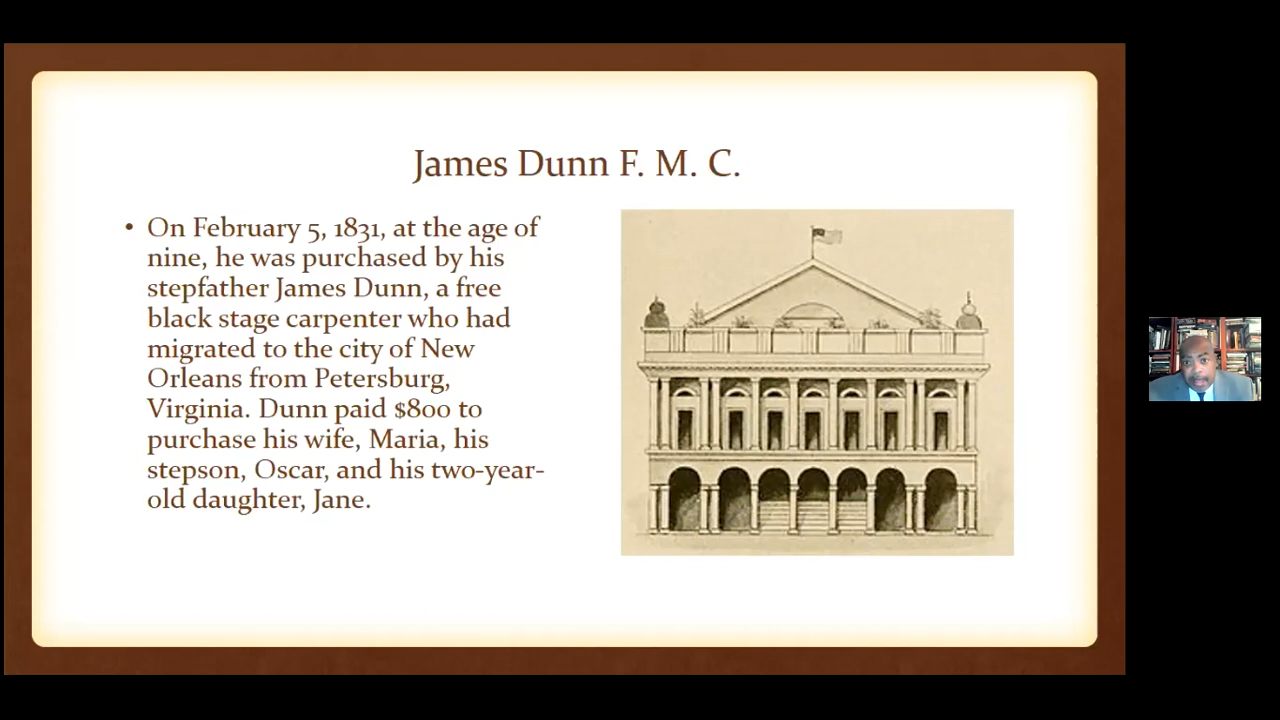 James Dunn F. M. C.
• On February 5, 1831, at the age of
nine, he was purchased by his
stepfather James Dunn, a free
black stage carpenter who had
migrated to the city of New
Orleans from Petersburg,
Virginia. Dunn paid $800 to
purchase his wife, Maria, his
stepson, Oscar, and his two-year-
old daughter, Jane.